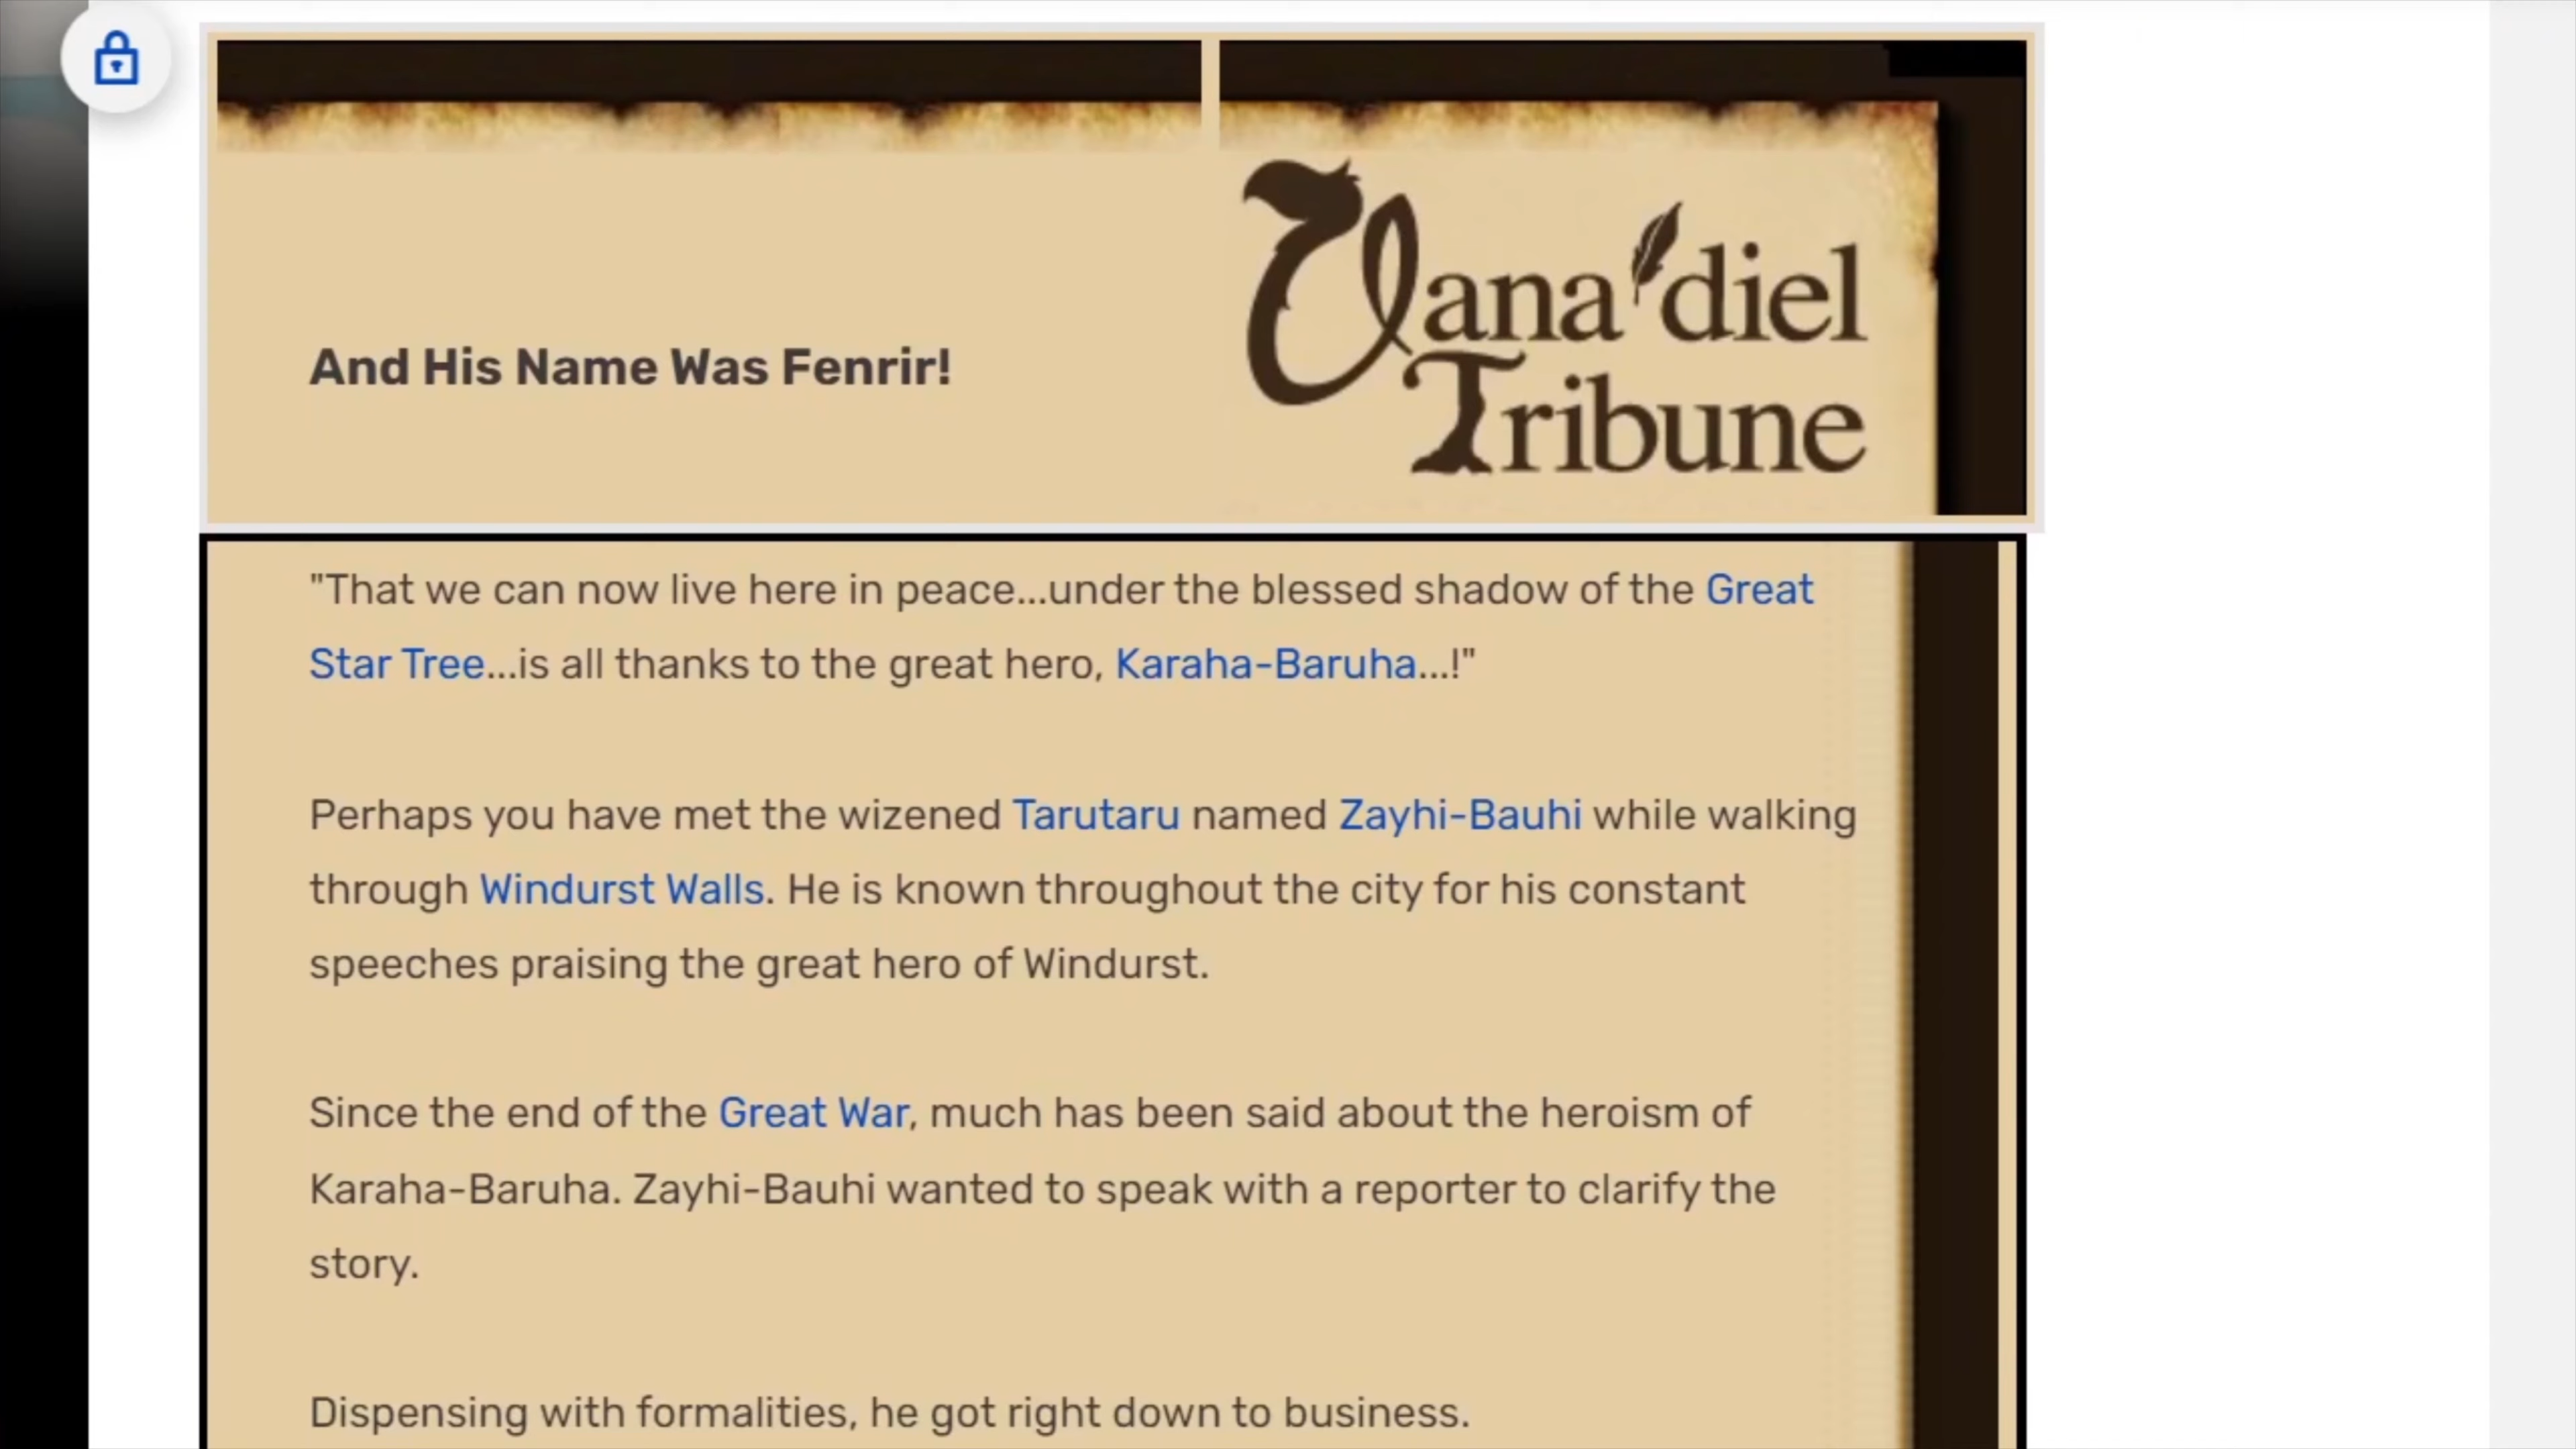 Vana'diel
Tribune
And His Name Was Fenrir!
"That we can now live here in peace...under the blessed shadow of the Great
Star Tree...is all thanks to the great hero, Karaha-Baruha...!"
Perhaps you have met the wizened Tarutaru named Zayhi-Bauhi while walking
through Windurst Walls. He is known throughout the city for his constant
speeches praising the great hero of Windurst.
Since the end of the Great War, much has been said about the heroism of
Karaha-Baruha. Zayhi-Bauhi wanted to speak with a reporter to clarify the
story.
Dispensing with formalities, he got right down to business.